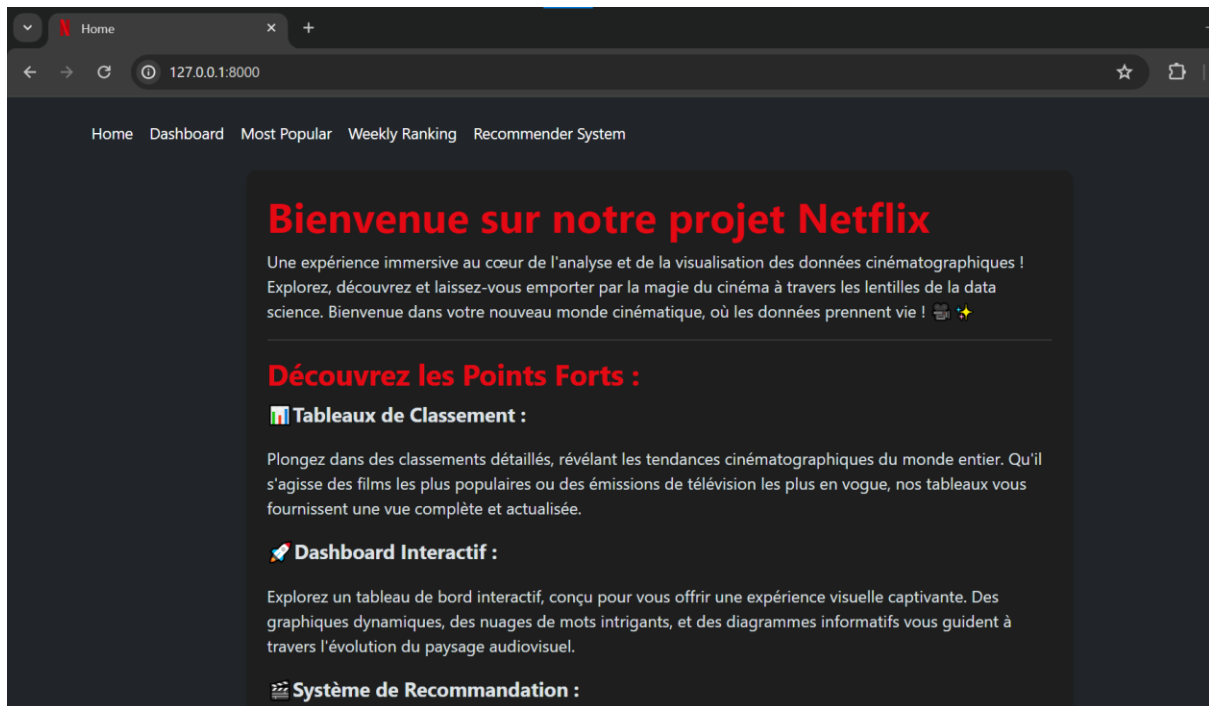 Home
127.0.0.1:8000
Home Dashboard Most Popular Weekly Ranking Recommender System
Bienvenue sur notre projet Netflix
Une expérience immersive au cœur de l'analyse et de la visualisation des données cinématographiques !
Explorez, découvrez et laissez-vous emporter par la magie du cinéma à travers les lentilles de la data
science. Bienvenue dans votre nouveau monde cinématique, où les données prennent vie ! 🎥 ✨
Découvrez les Points Forts :
📊 Tableaux de Classement :
Plongez dans des classements détaillés, révélant les tendances cinématographiques du monde entier. Qu'il
s'agisse des films les plus populaires ou des émissions de télévision les plus en vogue, nos tableaux vous
fournissent une vue complète et actualisée.
🚀 Dashboard Interactif :
Explorez un tableau de bord interactif, conçu pour vous offrir une expérience visuelle captivante. Des
graphiques dynamiques, des nuages de mots intrigants, et des diagrammes informatifs vous guident à
travers l'évolution du paysage audiovisuel.
🎬 Système de Recommandation :